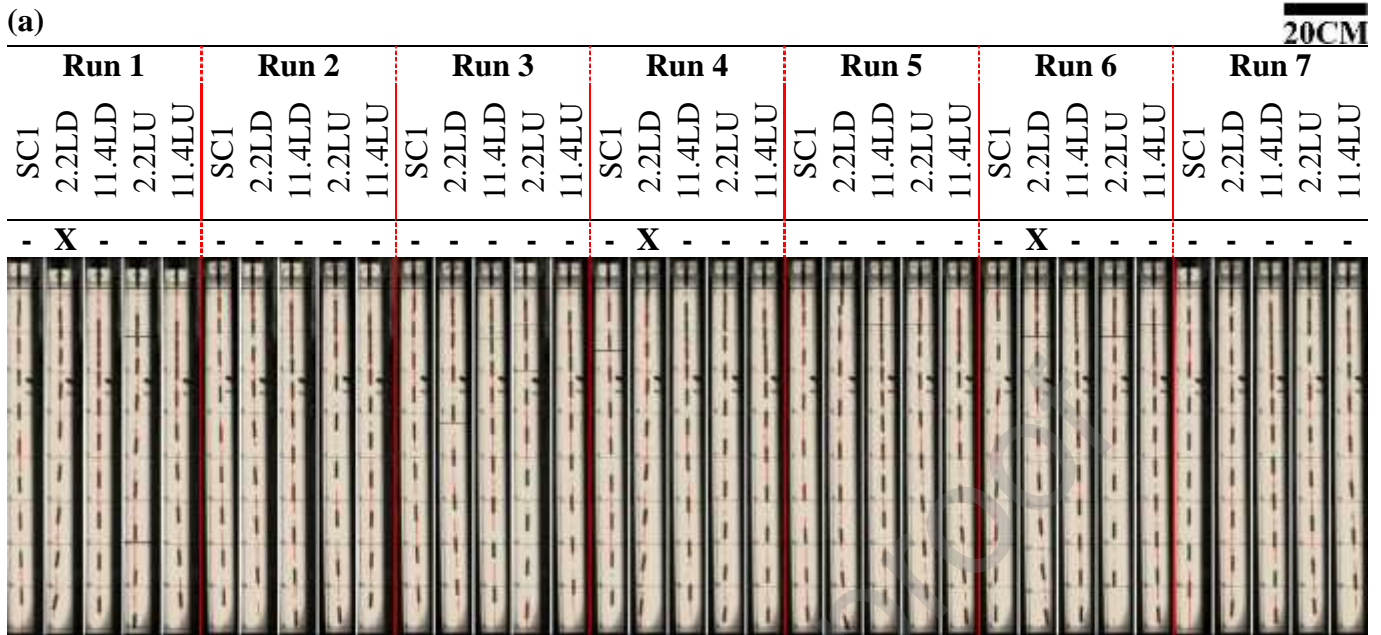 (a)
20CM
Run 1 Run 2 Run 3 Run 4 Run 5 Run 6 Run 7
SC1 2.2LD 11.4LD 2.2LU 11.4LU SC1 2.2LD 11.4LD 2.2LU 11.4LU SC1 2.2LD 11.4LD 2.2LU 11.4LU SC1 2.2LD 11.4LD 2.2LU 11.4LU SC1 2.2LD 11.4LD 2.2LU 11.4LU SC1 2.2LD 11.4LD 2.2LU 11.4LU SC1 2.2LD 11.4LD 2.2LU 11.4LU
- X - - - - - - - - - - - - - - X - - - - - - - - - X - - - - - - - -
proof